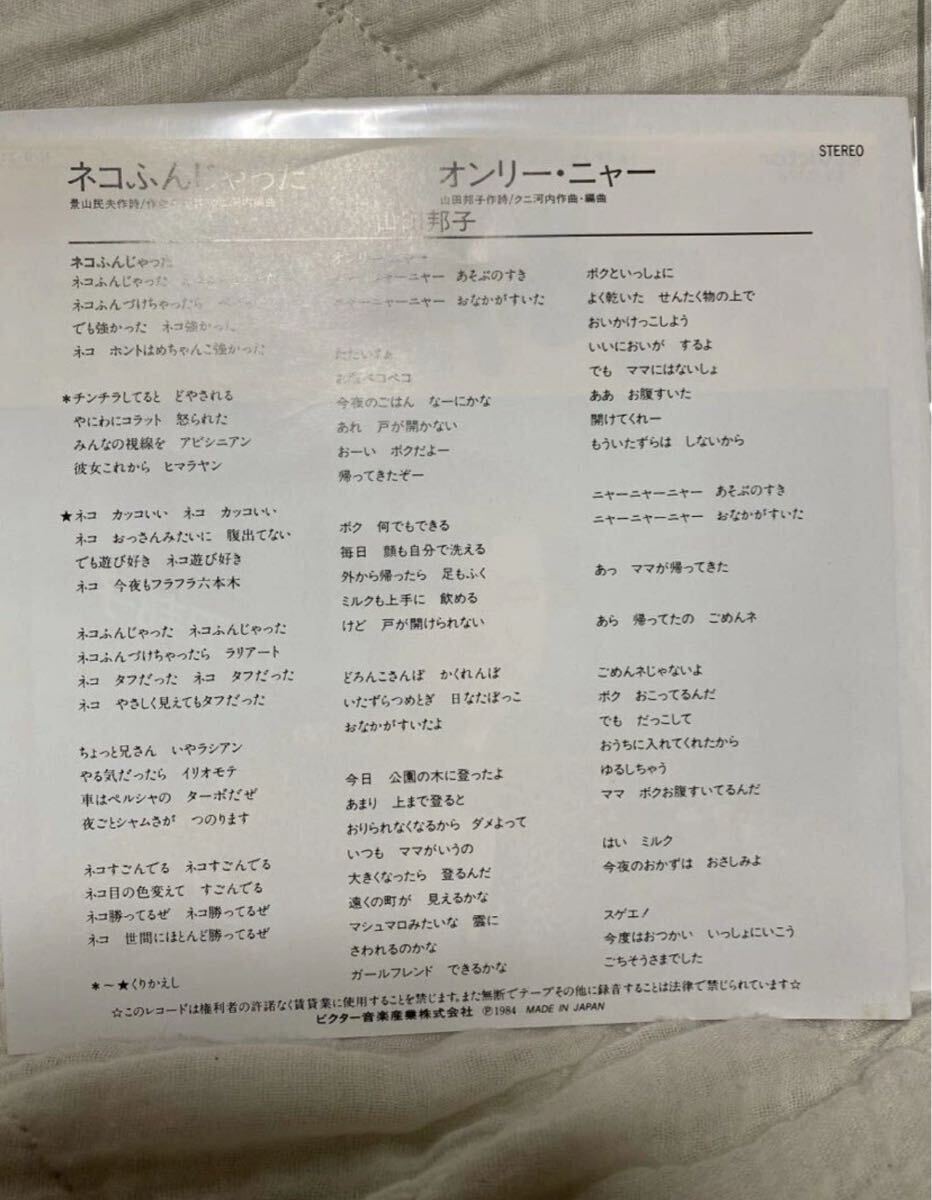 STEREO
ネコふんじゃった
景山民夫作詩/
オンリー・ニャー
山田邦子作詩/クニ河内作曲・編曲
山田邦子
ネコふんじゃった
ネコふんじゃった
ネコふんづけちゃったら
でも強かった ネコ強かった
ネコ ホントはめちゃんこ強かった
*チンチラしてると どやされる
やにわにコラット 怒られた
みんなの視線を アビシニアン
彼女これから ヒマラヤン
★ネコ カッコいい ネコ カッコいい
ネコ おっさんみたいに 腹出てない
でも遊び好き ネコ遊び好き
ネコ 今夜もフラフラ六本木
ネコふんじゃった ネコふんじゃった
ネコふんづけちゃったら ラリアート
ネコ タフだった ネコ タフだった
ネコ やさしく見えてもタフだった
ちょっと兄さん いやラシアン
やる気だったら イリオモテ
車はペルシャの ターボだぜ
夜ごとシャムさが つのります
ネコすごんでる ネコすごんでる
ネコ目の色変えて すごんでる
ネコ勝ってるぜ ネコ勝ってるぜ
ネコ 世間にほとんど勝ってるぜ
*～★くりかえし
オンリーニャー
ニャーニャーニャー あそぶのすき
ニャーニャーニャー おなかがすいた
ただいまぁ
お腹ペコペコ
今夜のごはん なーにかな
あれ 戸が開かない
おーい ボクだよー
帰ってきたぞー
ボク 何でもできる
毎日 顔も自分で洗える
外から帰ったら 足もふく
ミルクも上手に 飲める
けど 戸が開けられない
どろんこさんぽ かくれんぼ
いたずらつめとぎ 日なたぼっこ
おなかがすいたよ
今日 公園の木に登ったよ
あまり 上まで登ると
おりられなくなるから ダメよって
いつも ママがいうの
大きくなったら 登るんだ
遠くの町が 見えるかな
マシュマロみたいな 雲に
さわれるのかな
ガールフレンド できるかな
ボクといっしょに
よく乾いた せんたく物の上で
おいかけっこしよう
いいにおいが するよ
でも ママにはないしょ
ああ お腹すいた
開けてくれー
もういたずらは しないから
ニャーニャーニャー あそぶのすき
ニャーニャーニャー おなかがすいた
あっ ママが帰ってきた
あら 帰ってたの ごめんネ
ごめんネじゃないよ
ボク おこってるんだ
でも だっこして
おうちに入れてくれたから
ゆるしちゃう
ママ ボクお腹すいてるんだ
はい ミルク
今夜のおかずは おさしみよ
スゲエ!
今度はおつかい いっしょにいこう
ごちそうさまでした
☆このレコードは権利者の許諾なく賃貸業に使用することを禁じます。また無断でテープその他に録音することは法律で禁じられています☆
ビクター音楽産業株式会社 Ⓟ1984 MADE IN JAPAN